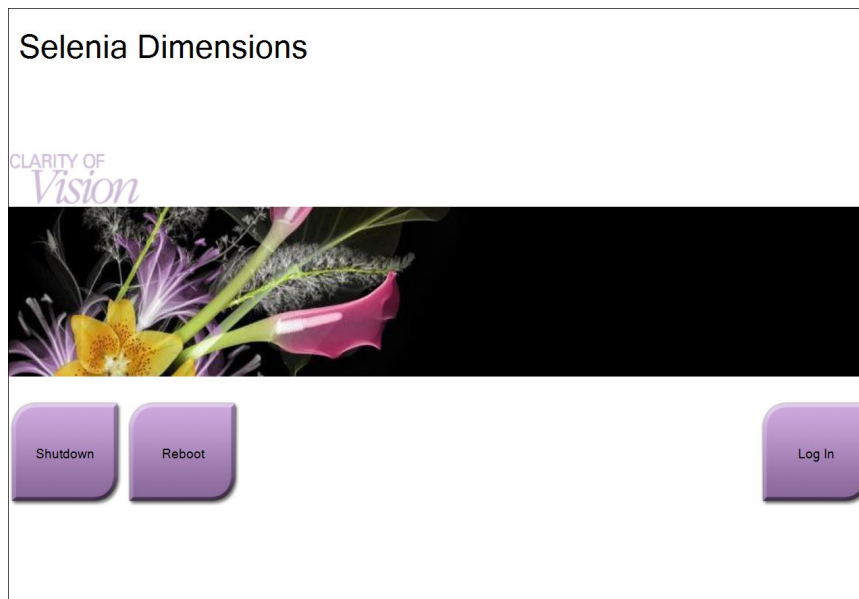 Selenia Dimensions
CLARITY OF
Vision
Shutdown
Reboot
Log In